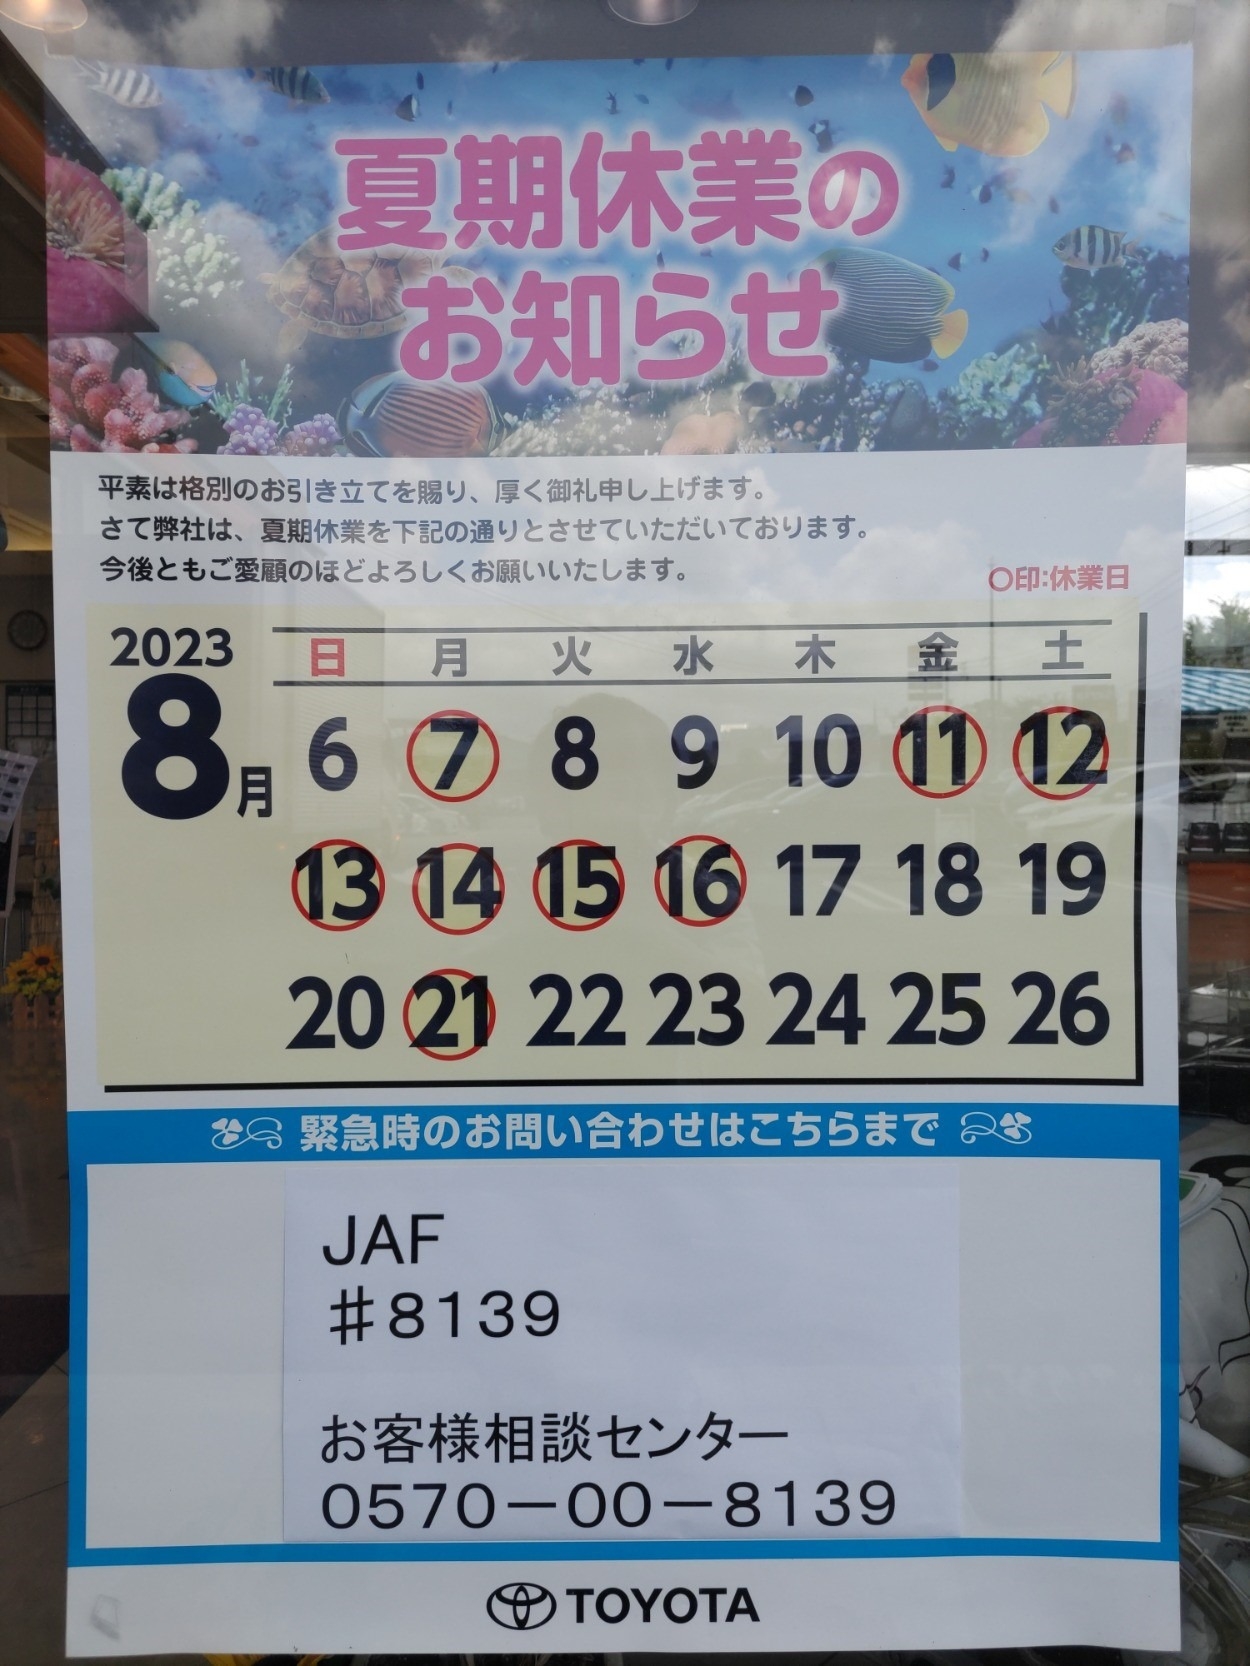 夏期休業の
お知らせ
平素は格別のお引き立てを賜り、厚く御礼申し上げます。
さて弊社は、夏期休業を下記の通りとさせていただいております。
今後ともご愛顧のほどよろしくお願いいたします。
〇印:休業日
2023
8月
日 月 火 水 木 金 土
6 7 8 9 10 11 12
13 14 15 16 17 18 19
20 21 22 23 24 25 26
緊急時のお問い合わせはこちらまで
JAF
♯8139
お客様相談センター
0570－00－8139
TOYOTA